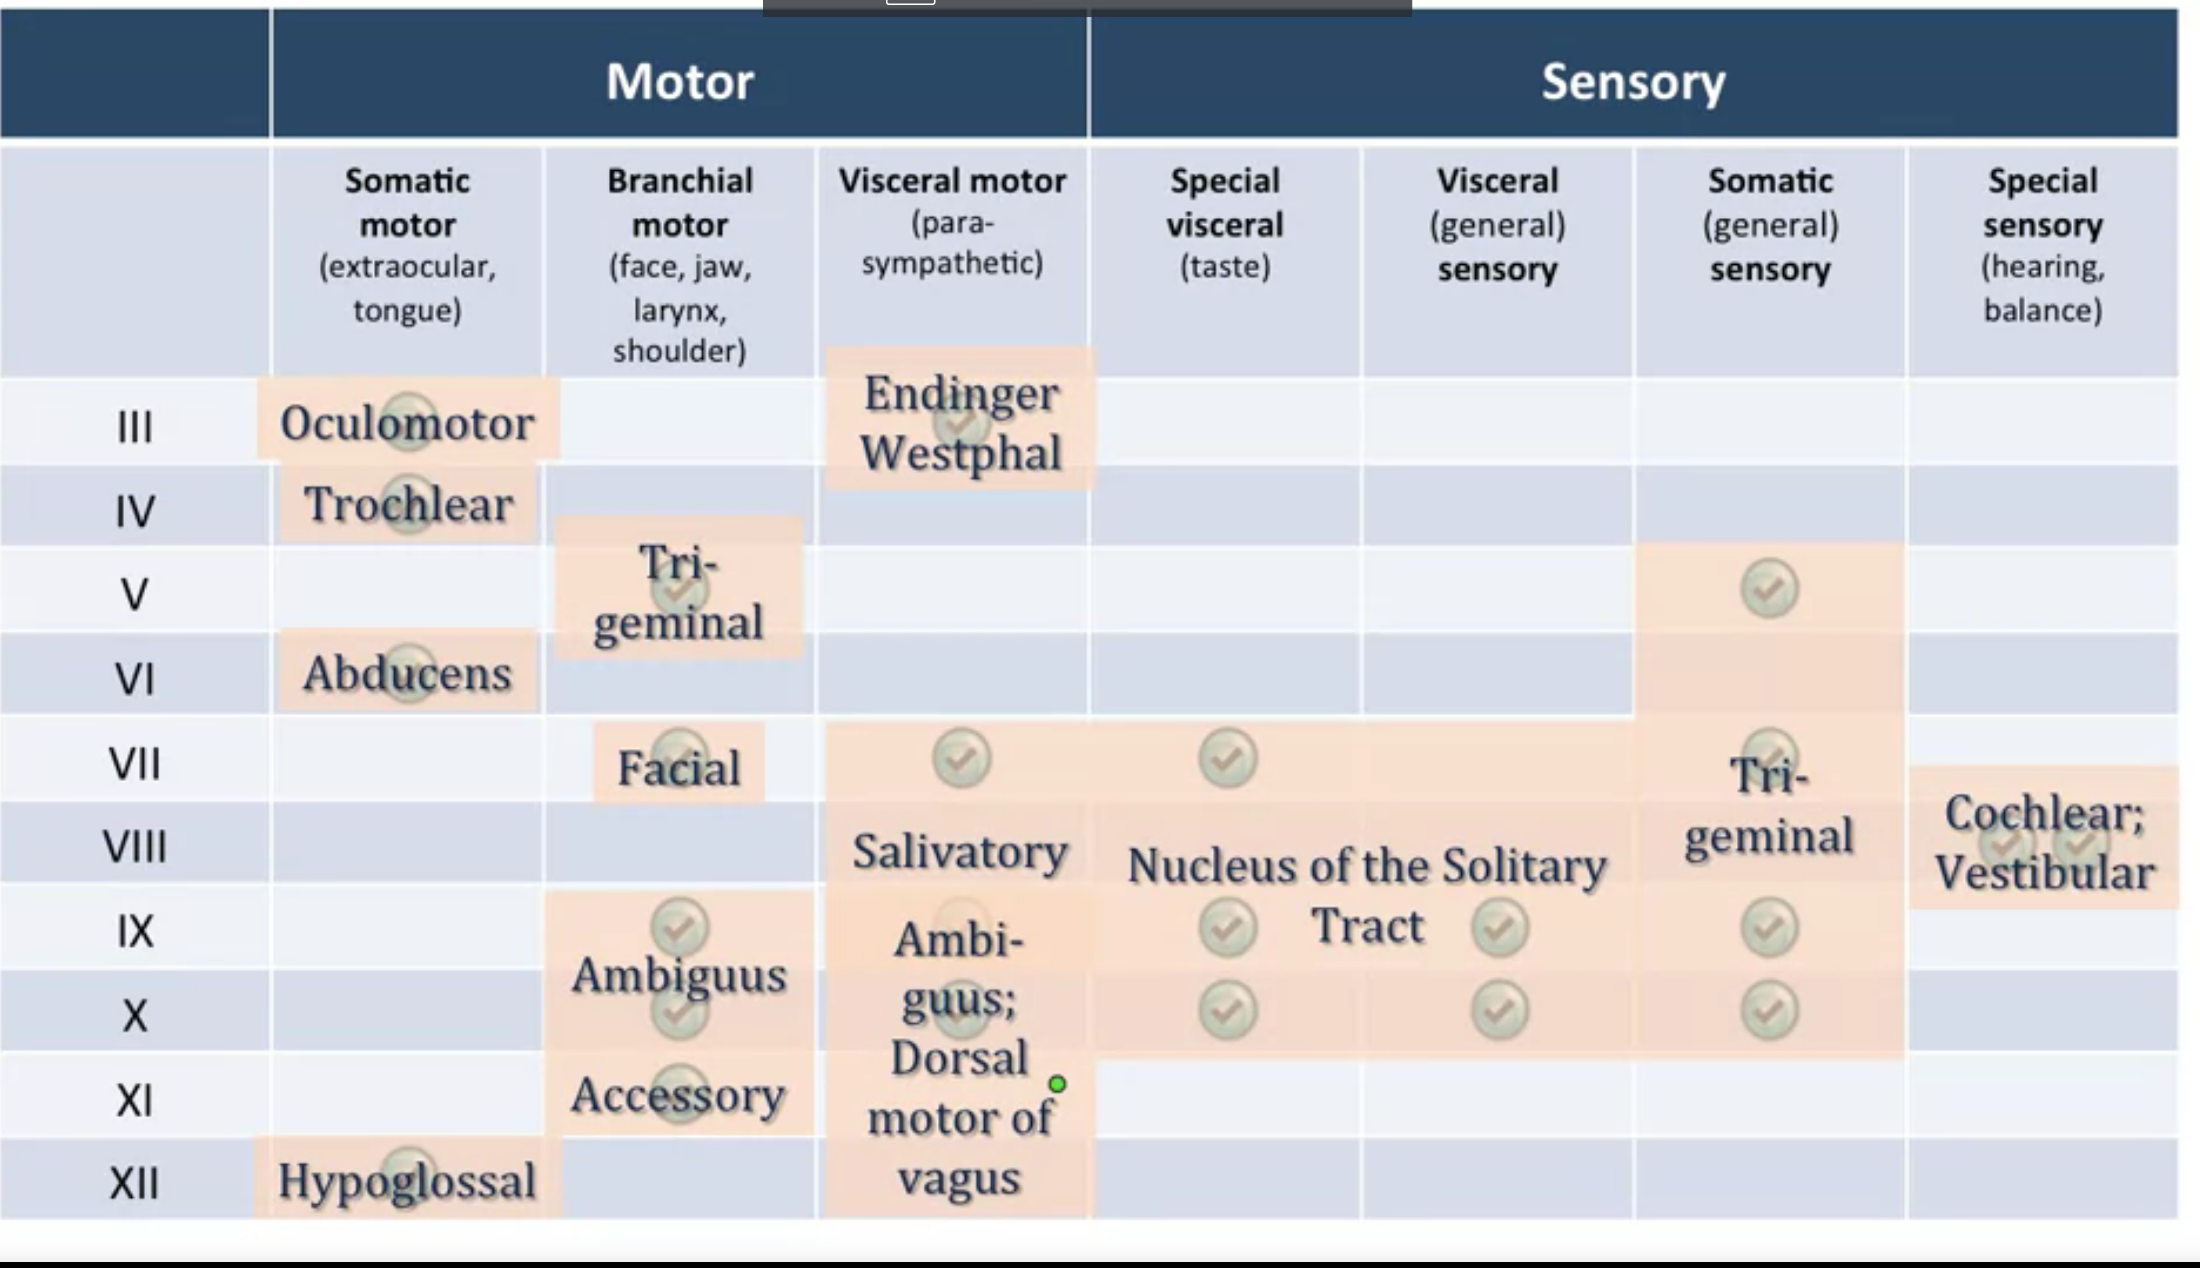 Motor
Sensory
Somatic
motor
(extraocular,
tongue)
Branchial
motor
(face, jaw,
larynx,
shoulder)
Visceral motor
(para-
sympathetic)
Special
visceral
(taste)
Visceral
(general)
sensory
Somatic
(general)
sensory
Special
sensory
(hearing,
balance)
III
Oculomotor
Endinger
Westphal
IV
Trochlear
V
Tri-
geminal
VI
Abducens
VII
Facial
Tri-
geminal
VIII
Salivatory
Nucleus of the Solitary
Tract
Cochlear;
Vestibular
IX
Ambiguus
Ambi-
guus;
Dorsal
motor of
vagus
X
XI
Accessory
XII
Hypoglossal